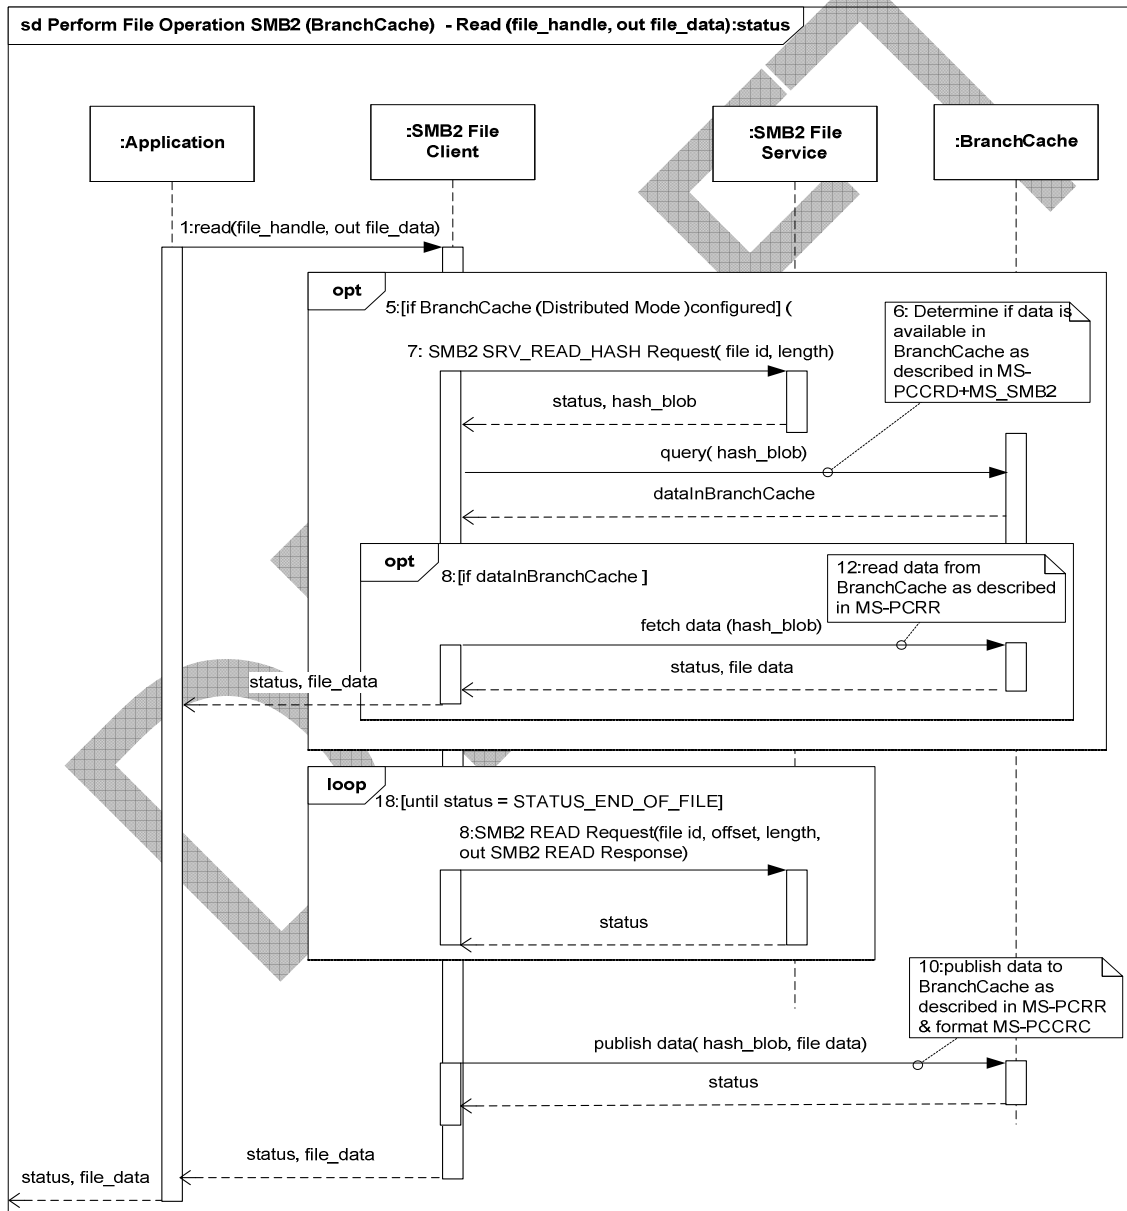 sd Perform File Operation SMB2 (BranchCache)  - Read (file_handle, out file_data):status
:Application
:SMB2 File
Client
:SMB2 File
Service
:BranchCache
1:read(file_handle, out file_data)
opt
5:[if BranchCache (Distributed Mode )configured] (
6: Determine if data is
available in
BranchCache as
described in MS-
PCCRD+MS_SMB2
7: SMB2 SRV_READ_HASH Request( file id, length)
status, hash_blob
query( hash_blob)
dataInBranchCache
opt
8:[if dataInBranchCache ]
12:read data from
BranchCache as described
in MS-PCRR
fetch data (hash_blob)
status, file data
status, file_data
loop
18:[until status = STATUS_END_OF_FILE]
8:SMB2 READ Request(file id, offset, length,
out SMB2 READ Response)
status
10:publish data to
BranchCache as
described in MS-PCRR
& format MS-PCCRC
publish data( hash_blob, file data)
status
status, file_data
status, file_data